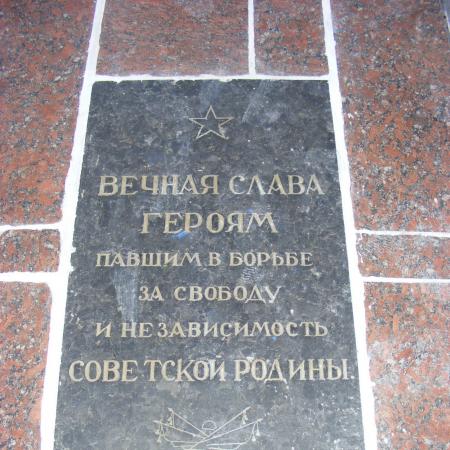 ВЕЧНАЯ СЛАВА
ГЕРОЯМ
ПАВШИМ В БОРЬБЕ
ЗА СВОБОДУ
И НЕЗАВИСИМОСТЬ
СОВЕТСКОЙ РОДИНЫ.